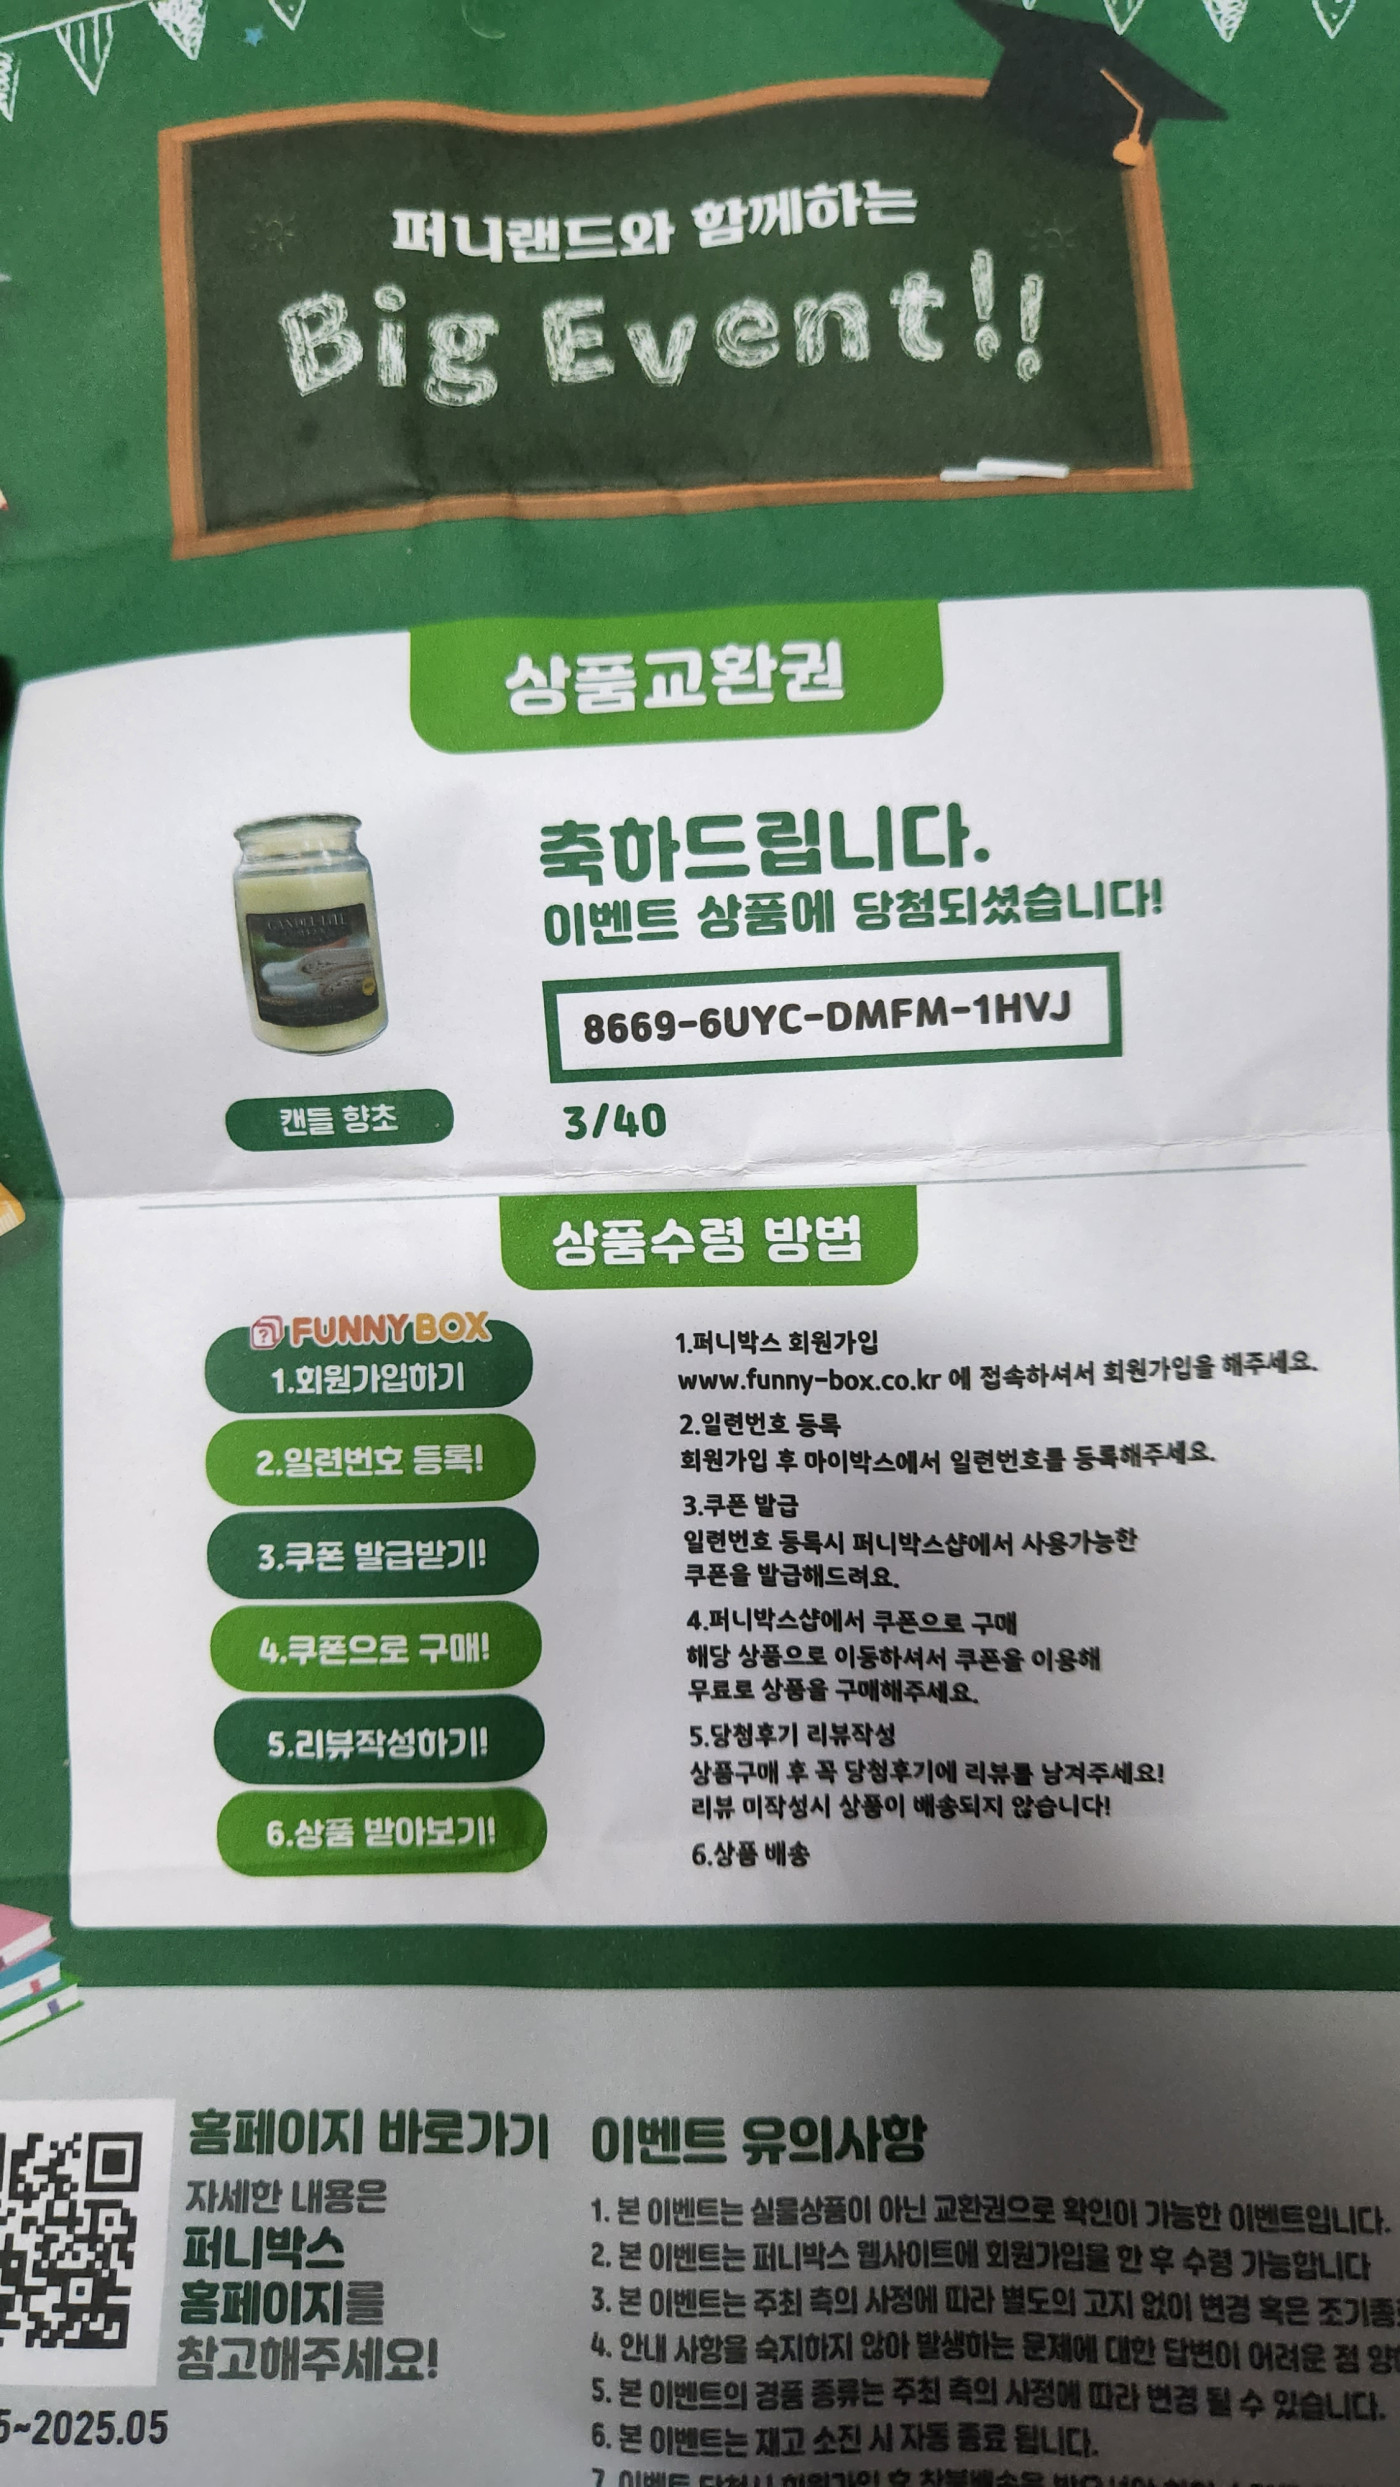 퍼니랜드와 함께하는
Big Event!!
상품교환권
축하드립니다.
이벤트 상품에 당첨되셨습니다!
8669-6UYC-DMFM-1HVJ
캔들 향초
3/40
상품수령 방법
FUNNY BOX
1.회원가입하기
2.일련번호 등록!
3.쿠폰 발급받기!
4.쿠폰으로 구매!
5.리뷰작성하기!
6.상품 받아보기!
1.퍼니박스 회원가입
www.funny-box.co.kr 에 접속하셔서 회원가입을 해주세요.
2.일련번호 등록
회원가입 후 마이박스에서 일련번호를 등록해주세요.
3.쿠폰 발급
일련번호 등록시 퍼니박스샵에서 사용가능한
쿠폰을 발급해드려요.
4.퍼니박스샵에서 쿠폰으로 구매
해당 상품으로 이동하셔서 쿠폰을 이용해
무료로 상품을 구매해주세요.
5.당첨후기 리뷰작성
상품구매 후 꼭 당첨후기에 리뷰를 남겨주세요!
리뷰 미작성시 상품이 배송되지 않습니다!
6.상품 배송
홈페이지 바로가기
자세한 내용은
퍼니박스
홈페이지를
참고해주세요!
5~2025.05
이벤트 유의사항
1. 본 이벤트는 실물상품이 아닌 교환권으로 확인이 가능한 이벤트입니다.
2. 본 이벤트는 퍼니박스 웹사이트에 회원가입을 한 후 수령 가능합니다
3. 본 이벤트는 주최 측의 사정에 따라 별도의 고지 없이 변경 혹은 조기종
4. 안내 사항을 숙지하지 않아 발생하는 문제에 대한 답변이 어려운 점 양
5. 본 이벤트의 경품 종류는 주최 측의 사정에 따라 변경 될 수 있습니다.
6. 본 이벤트는 재고 소진 시 자동 종료 됩니다.